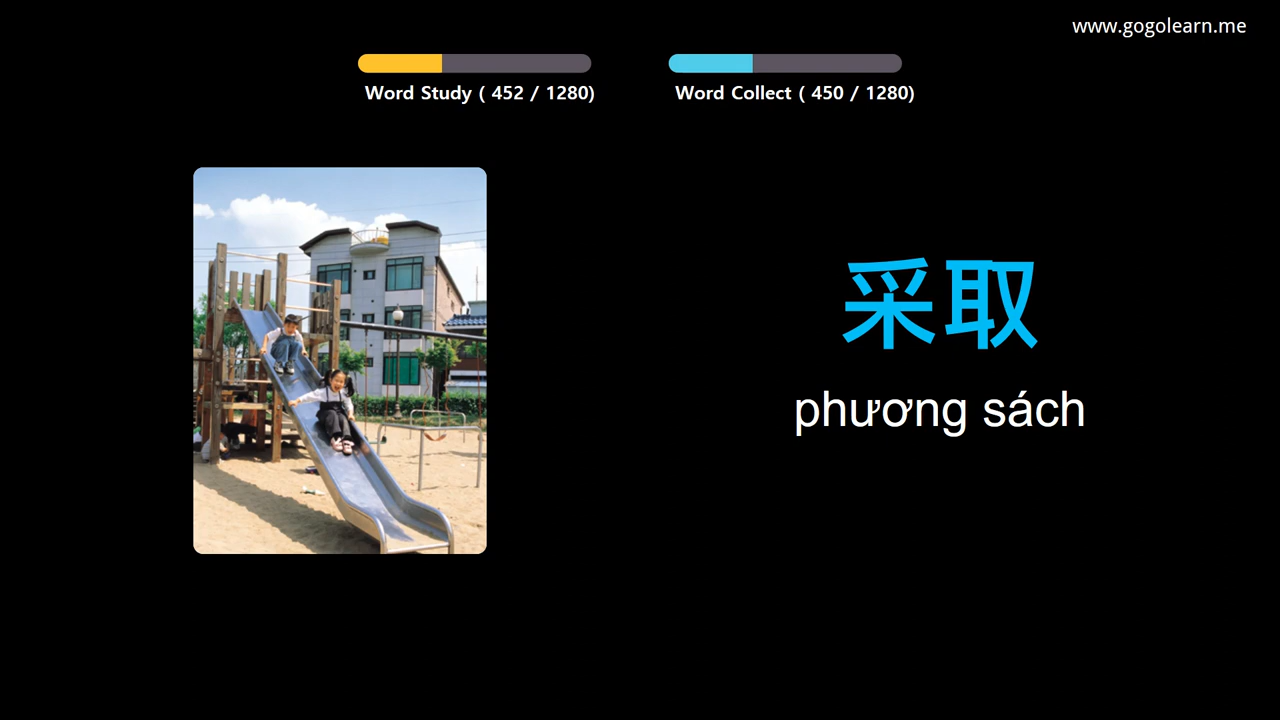 www.gogolearn.me
Word Study ( 452 / 1280)
Word Collect ( 450 / 1280)
采取
phương sách